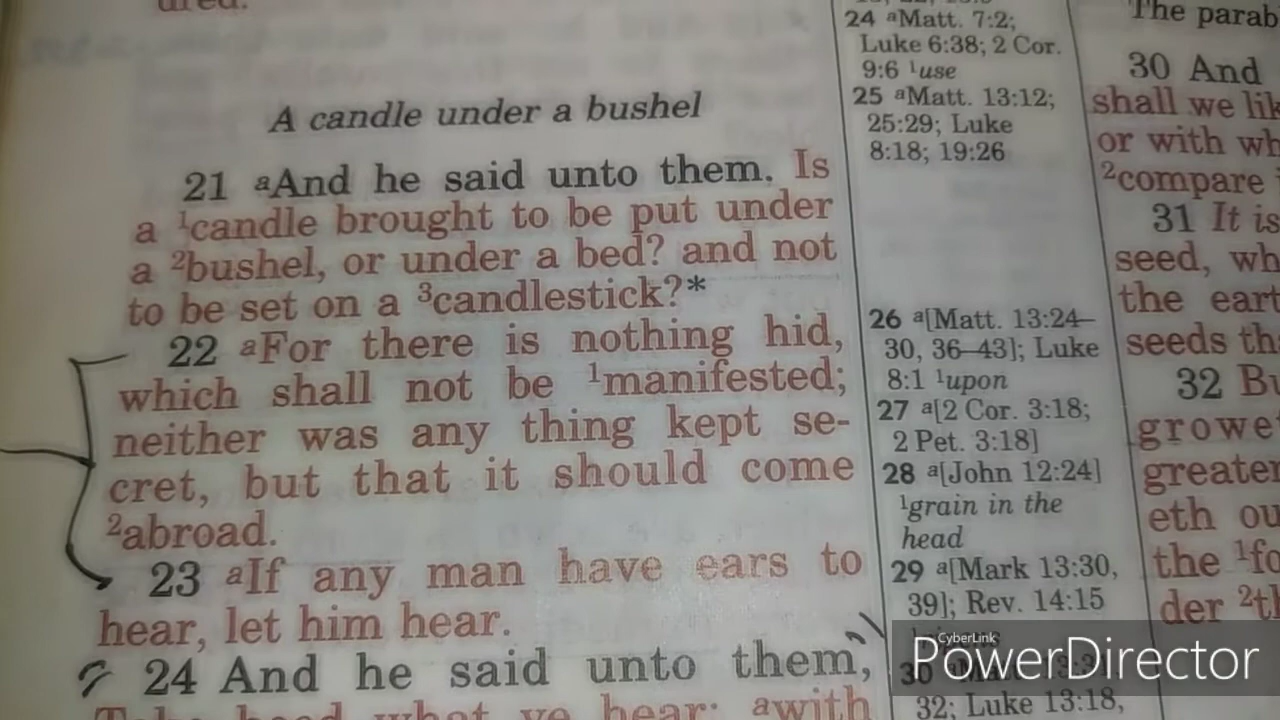 ured.
A candle under a bushel
21 aAnd he said unto them. Is
a 1candle brought to be put under
a 2bushel, or under a bed? and not
to be set on a 3candlestick?*
22 aFor there is nothing hid,
which shall not be 1manifested;
neither was any thing kept se-
cret, but that it should come
2abroad.
23 aIf any man have ears to
hear, let him hear.
24 And he said unto them,
heed what ye hear: awith
24 aMatt. 7:2;
Luke 6:38; 2 Cor.
9:6 1use
25 aMatt. 13:12;
25:29; Luke
8:18; 19:26
26 a[Matt. 13:24–
30, 36–43]; Luke
8:1 1upon
27 a[2 Cor. 3:18;
2 Pet. 3:18]
28 a[John 12:24]
1grain in the
head
29 a[Mark 13:30,
39]; Rev. 14:15
30
32; Luke 13:18,
The parab
30 And
shall we lik
or with wh
2compare
31 It is
seed, wh
the eart
seeds th
32 Bu
growe
greater
eth ou
the 1fo
der 2th
CyberLink
PowerDirector